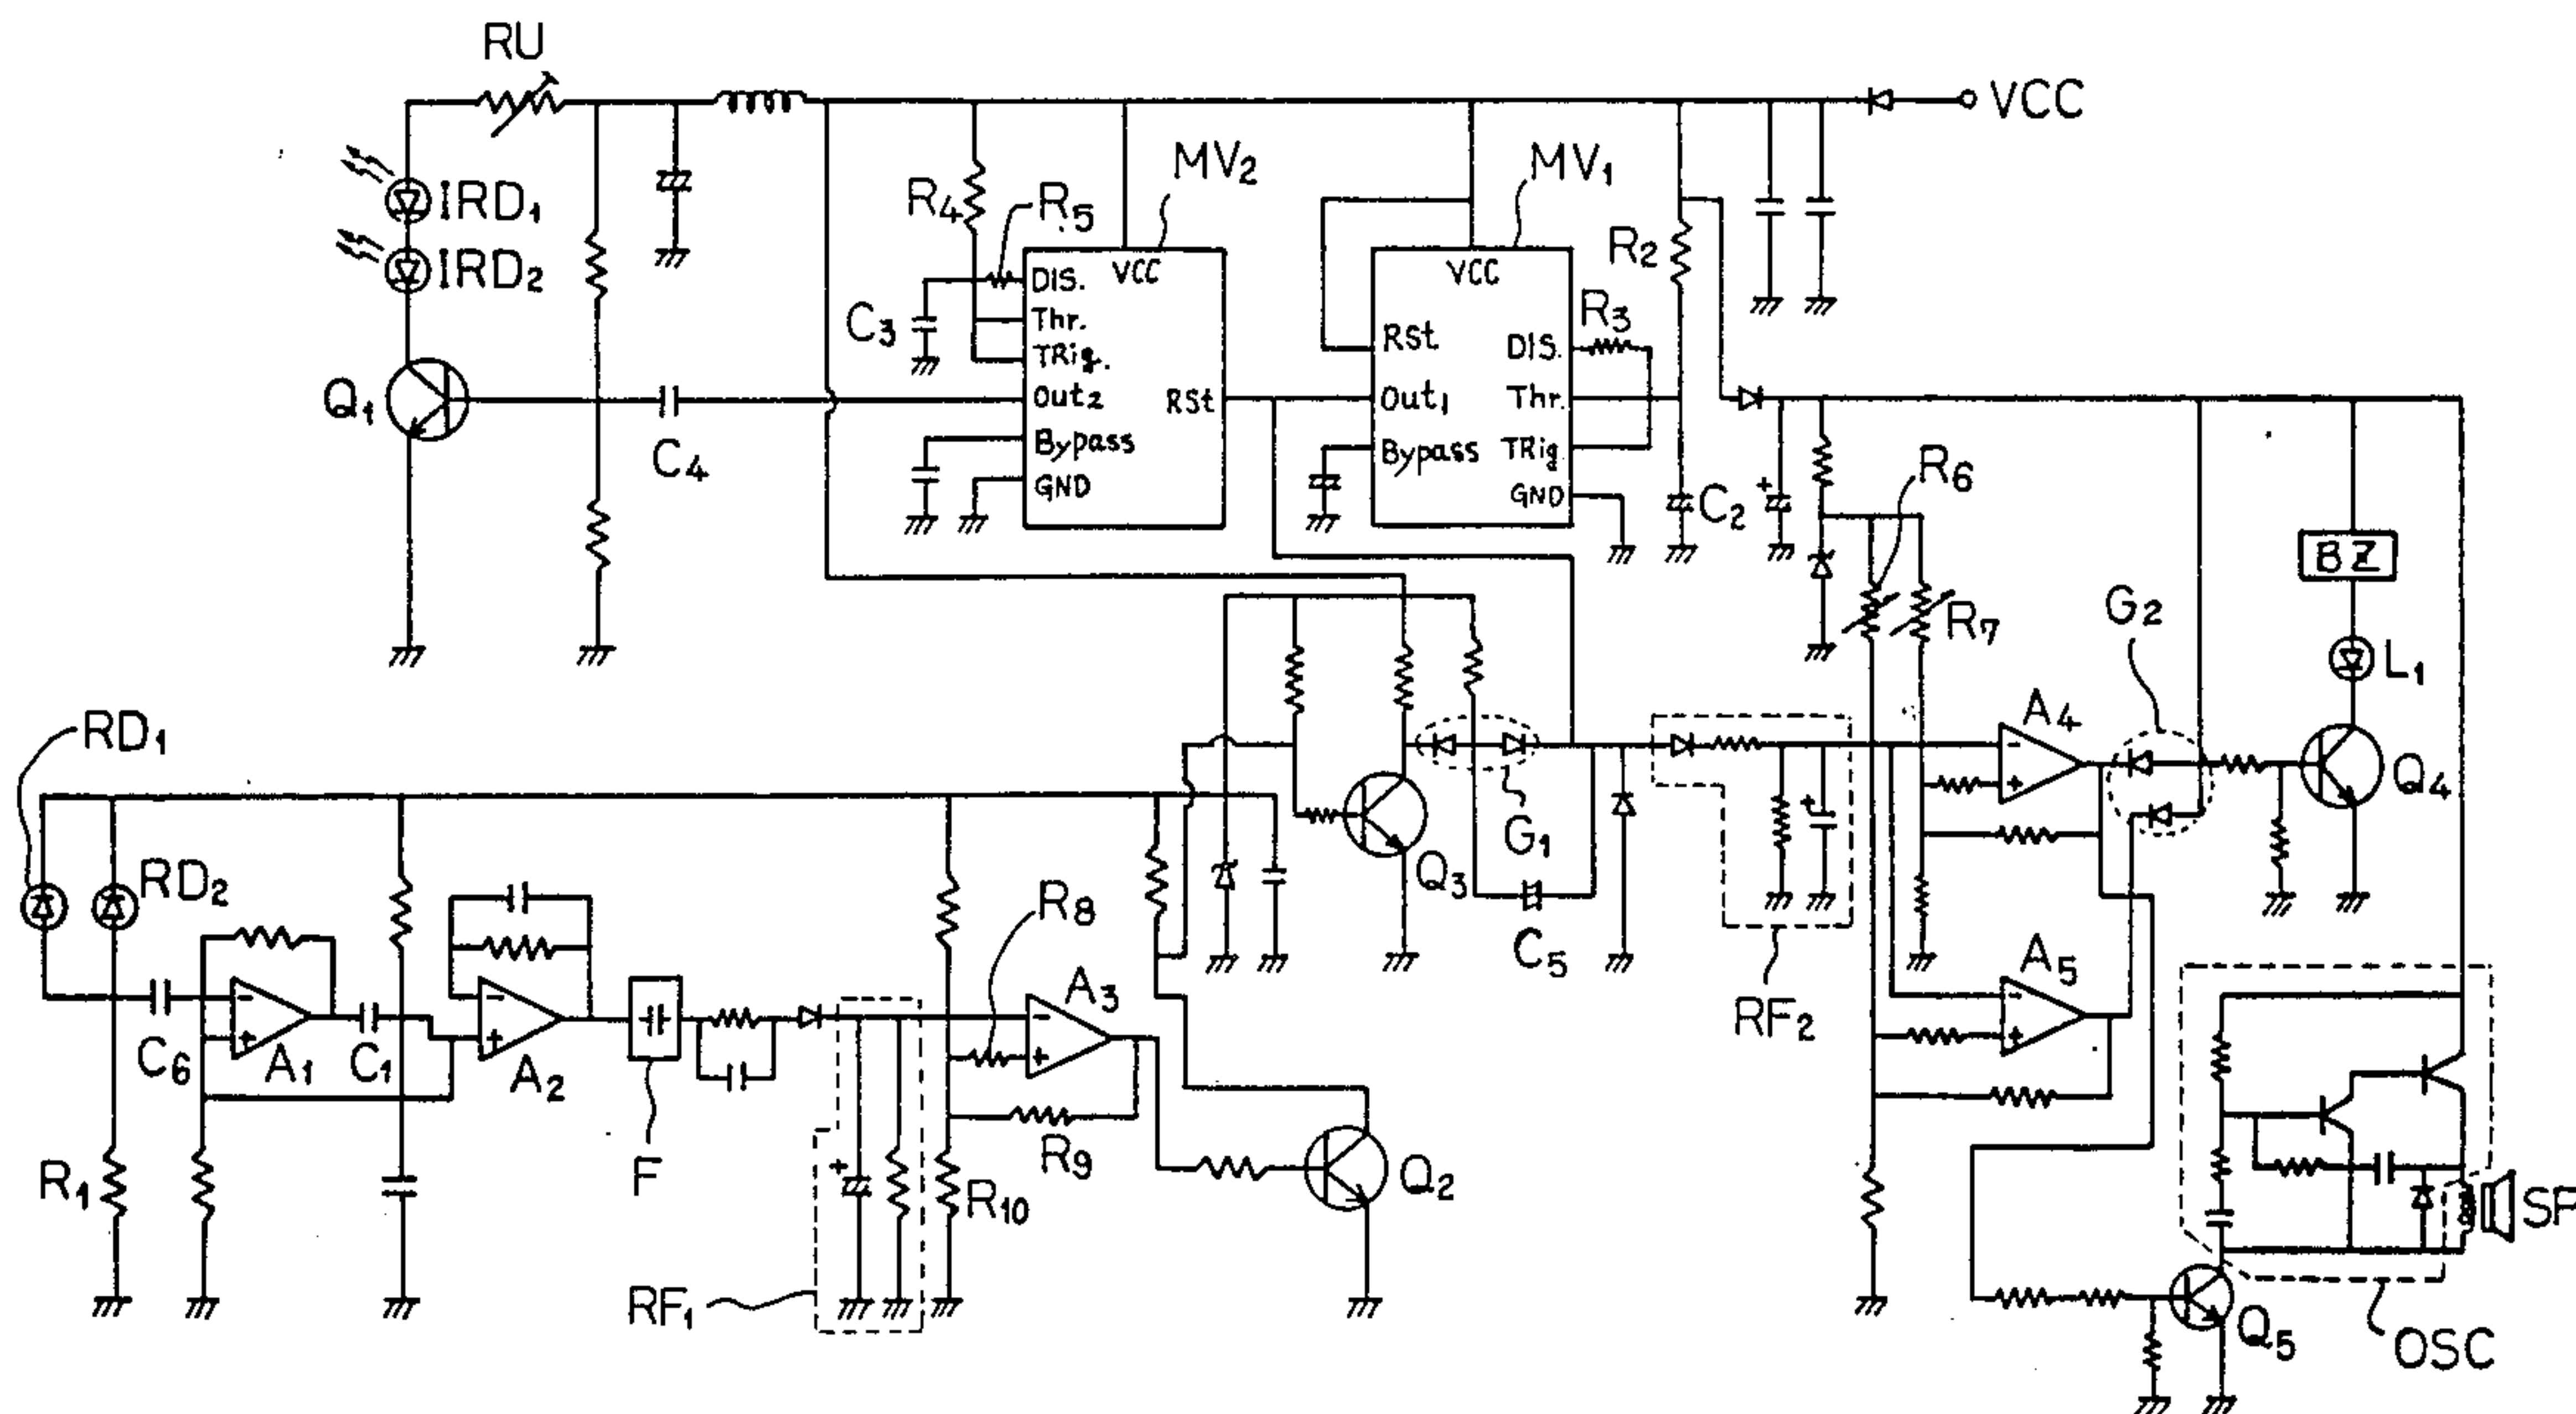 RU
VCC
IRD1
IRD2
Q1
C4
R4
R5
C3
MV2
VCC
DIS.
Thr.
TRig.
Out2
Bypass
GND
RSt
MV1
VCC
RSt
Out1
Bypass
DIS.
Thr.
TRig
GND
R2
R3
C2
R6
R7
BZ
L1
G2
A4
Q4
RD1
RD2
G1
Q3
C5
RF2
A5
C6
A1
C1
A2
F
R8
A3
R9
R10
R1
RF1
Q2
Q5
OSC
SP